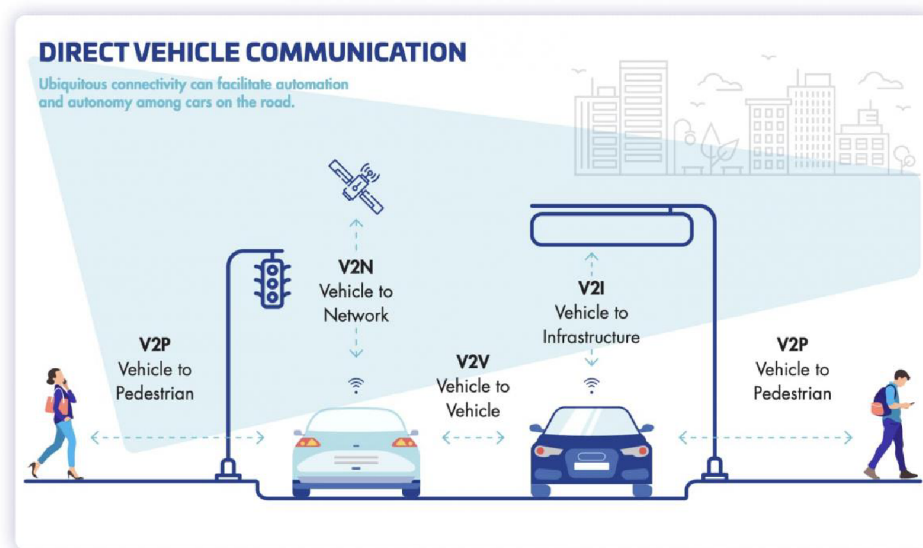 DIRECT VEHICLE COMMUNICATION
Ubiquitous connectivity can facilitate automation
and autonomy among cars on the road.
V2N
Vehicle to
Network
V2I
Vehicle to
Infrastructure
V2P
Vehicle to
Pedestrian
V2V
Vehicle to
Vehicle
V2P
Vehicle to
Pedestrian